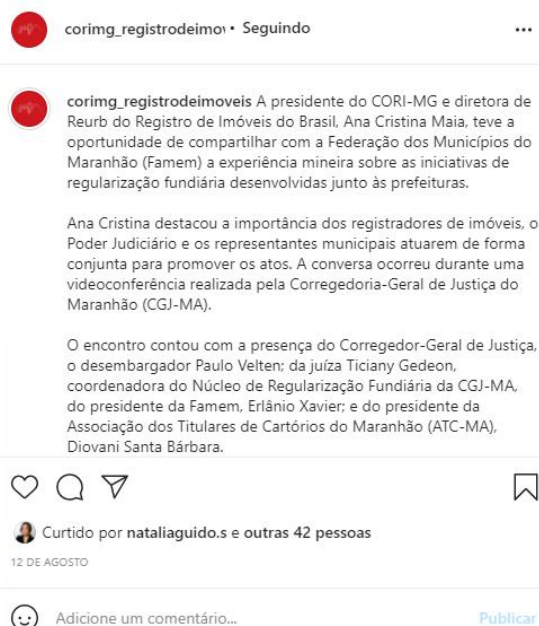 corimg_registrodeimov • Seguindo
corimg_registrodeimoveis A presidente do CORI-MG e diretora de
Reurb do Registro de Imóveis do Brasil, Ana Cristina Maia, teve a
oportunidade de compartilhar com a Federação dos Municípios do
Maranhão (Famem) a experiência mineira sobre as iniciativas de
regularização fundiária desenvolvidas junto às prefeituras.
Ana Cristina destacou a importância dos registradores de imóveis, o
Poder Judiciário e os representantes municipais atuarem de forma
conjunta para promover os atos. A conversa ocorreu durante uma
videoconferência realizada pela Corregedoria-Geral de Justiça do
Maranhão (CGJ-MA).
O encontro contou com a presença do Corregedor-Geral de Justiça,
o desembargador Paulo Velten; da juíza Ticiany Gedeon,
coordenadora do Núcleo de Regularização Fundiária da CGJ-MA,
do presidente da Famem, Erlânio Xavier; e do presidente da
Associação dos Titulares de Cartórios do Maranhão (ATC-MA),
Diovani Santa Bárbara.
Curtido por nataliaguido.s e outras 42 pessoas
12 DE AGOSTO
Adicione um comentário... Publicar